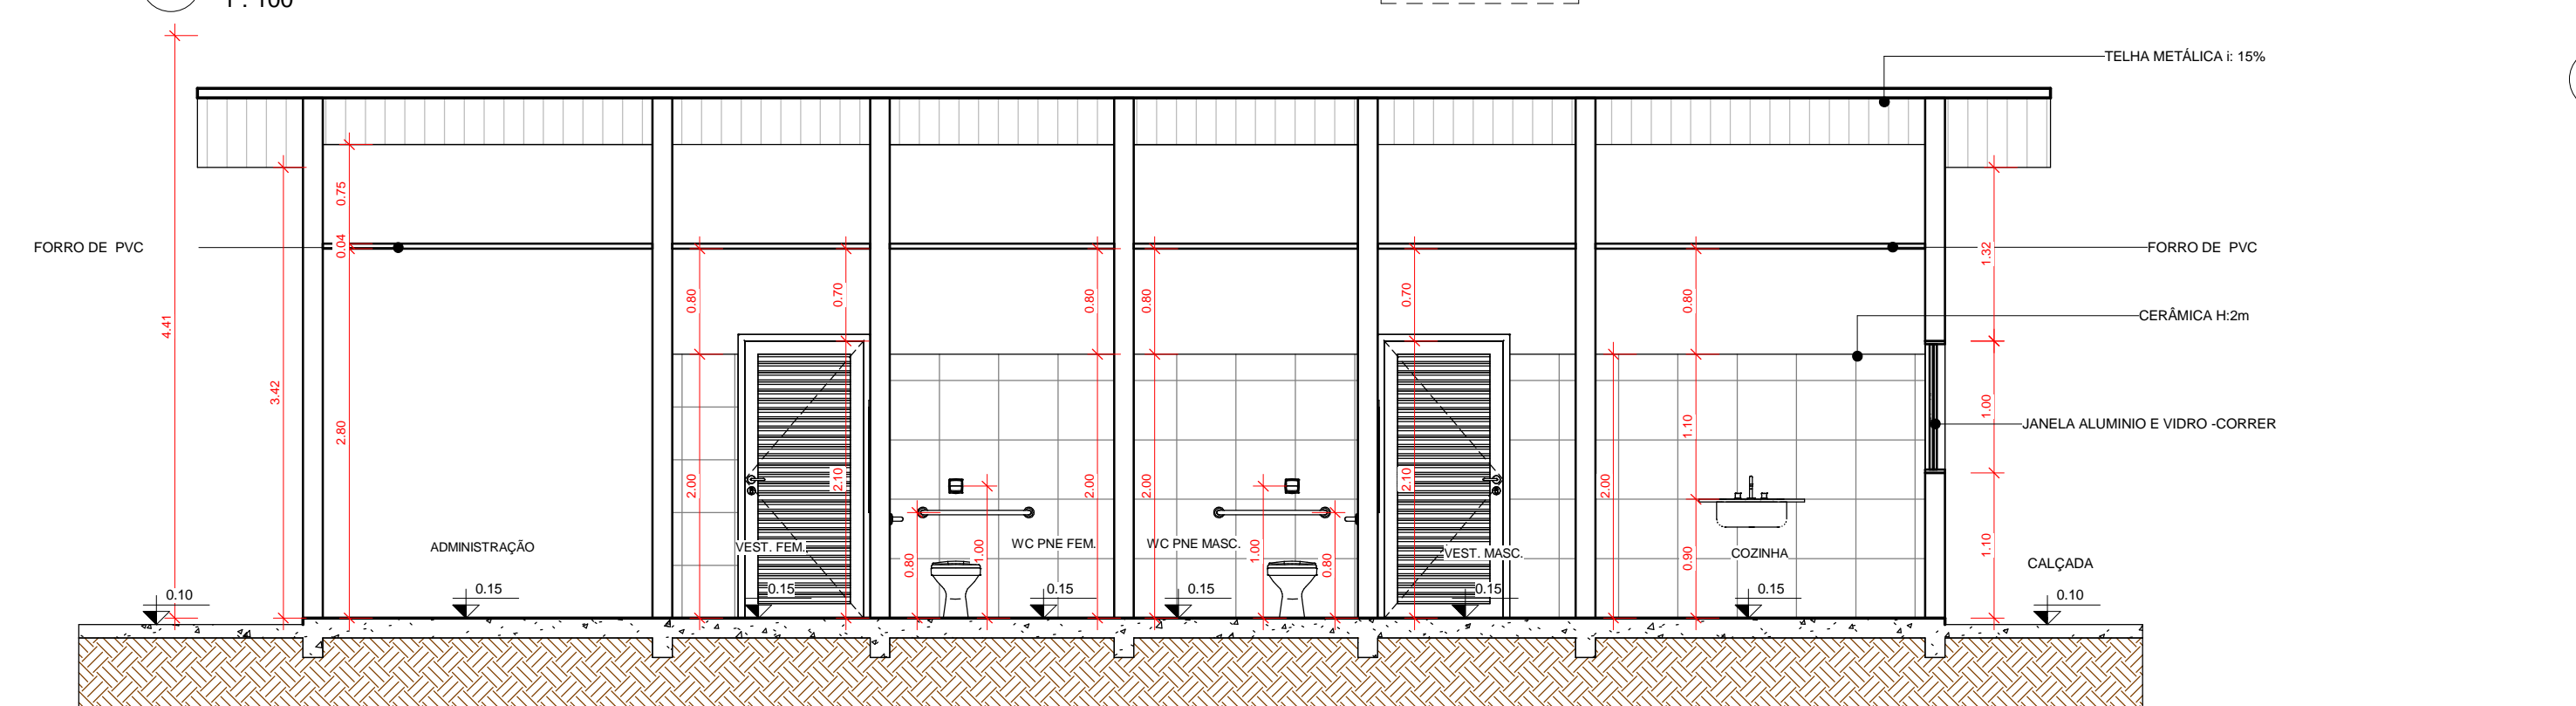 1 : 100
TELHA METÁLICA i: 15%
FORRO DE  PVC
FORRO DE  PVC
CERÂMICA H:2m
JANELA ALUMINIO E VIDRO -CORRER
CALÇADA
4.41
3.42
0.75
0.04
2.80
0.80
2.00
0.70
2.10
0.80
1.00
0.80
2.00
0.80
2.00
1.00
0.80
0.70
2.10
2.00
0.80
1.10
0.90
1.32
1.00
1.10
ADMINISTRAÇÃO
VEST. FEM.
WC PNE FEM.
WC PNE MASC.
VEST. MASC.
COZINHA
0.10
0.15
0.15
0.15
0.15
0.15
0.15
0.10